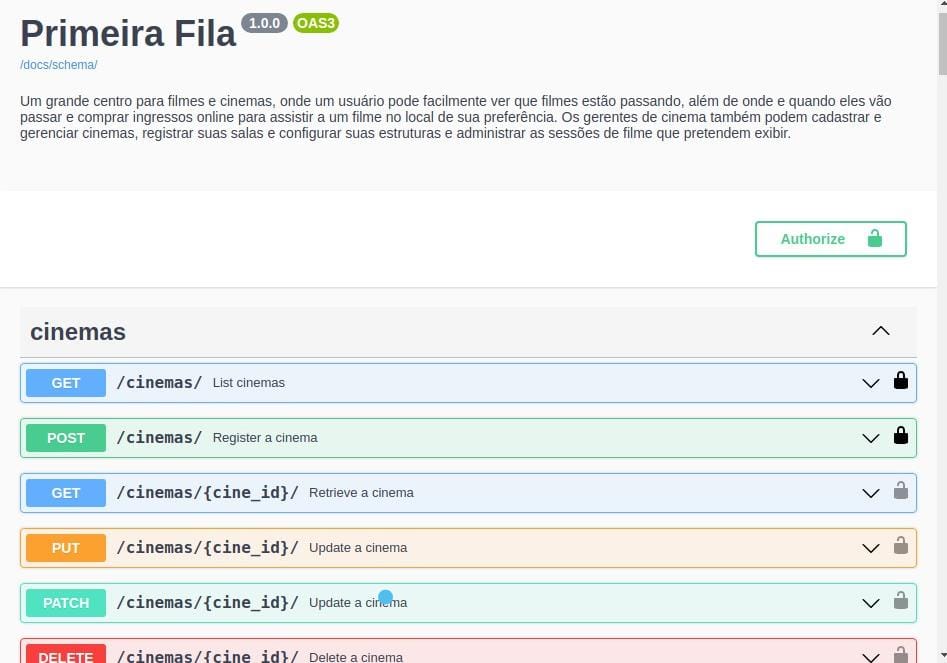 Primeira Fila 1.0.0 OAS3
/docs/schema/
Um grande centro para filmes e cinemas, onde um usuário pode facilmente ver que filmes estão passando, além de onde e quando eles vão
passar e comprar ingressos online para assistir a um filme no local de sua preferência. Os gerentes de cinema também podem cadastrar e
gerenciar cinemas, registrar suas salas e configurar suas estruturas e administrar as sessões de filme que pretendem exibir.
Authorize
cinemas
GET /cinemas/ List cinemas
POST /cinemas/ Register a cinema
GET /cinemas/{cine_id}/ Retrieve a cinema
PUT /cinemas/{cine_id}/ Update a cinema
PATCH /cinemas/{cine_id}/ Update a cinema
DELETE /cinemas/{cine_id}/ Delete a cinema